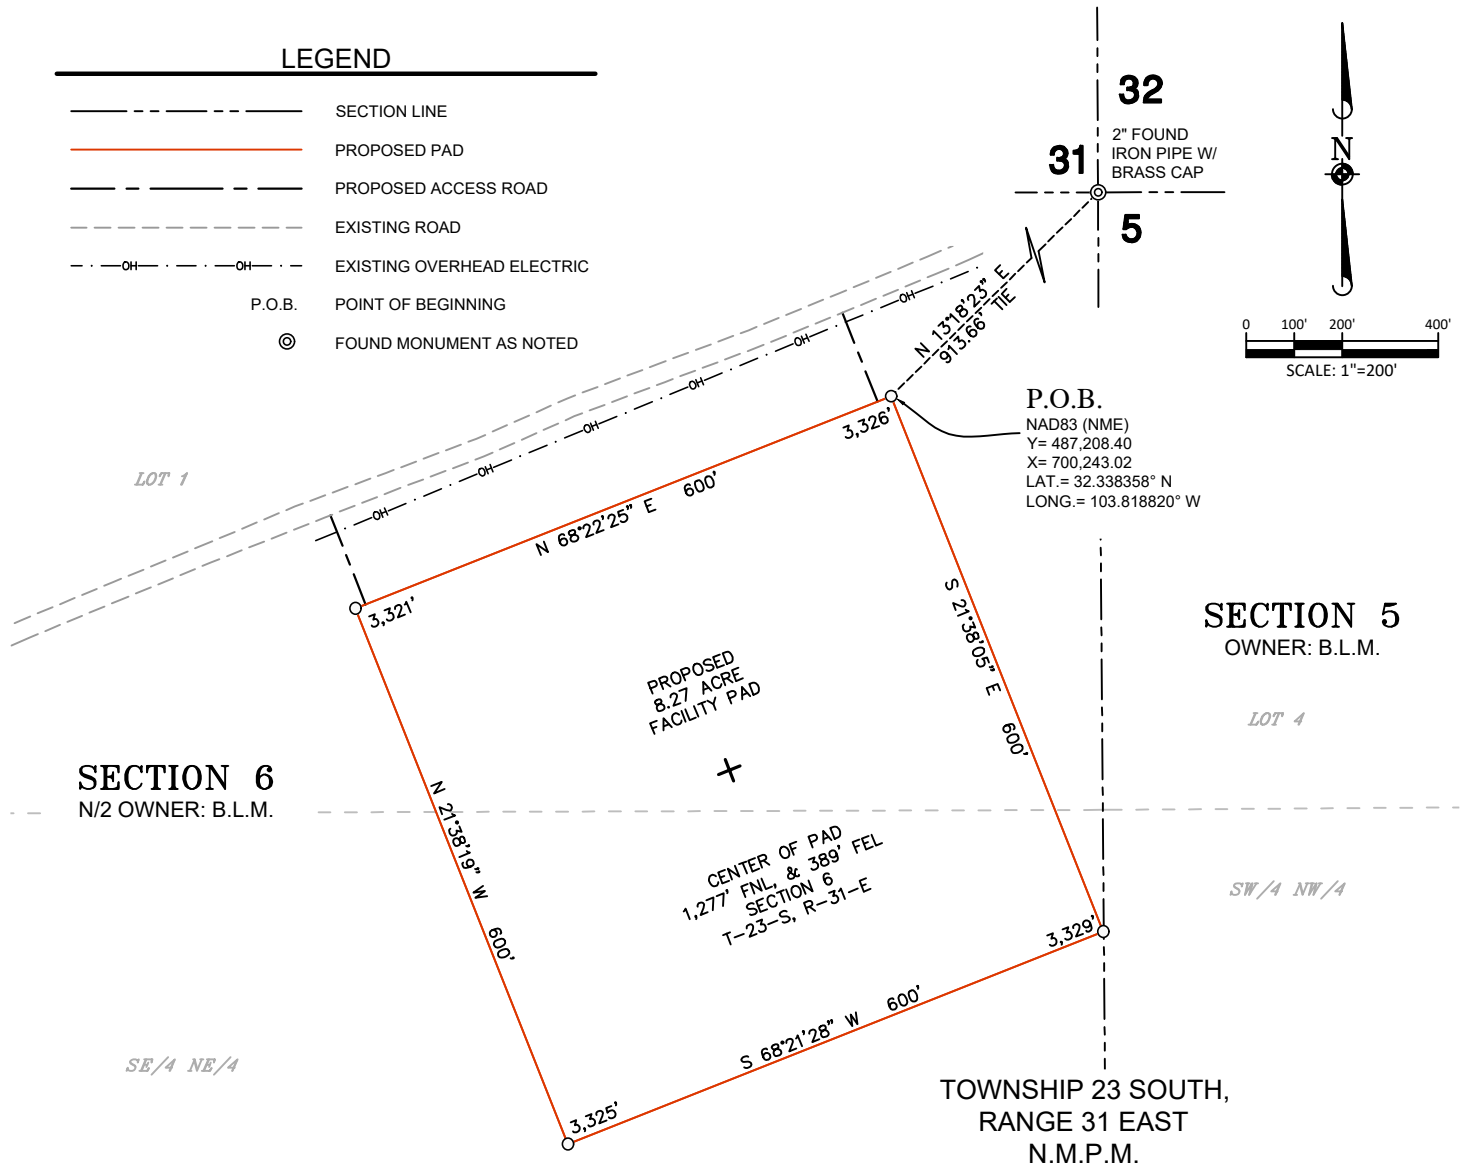 LEGEND
SECTION LINE
PROPOSED PAD
PROPOSED ACCESS ROAD
EXISTING ROAD
OH OH EXISTING OVERHEAD ELECTRIC
P.O.B. POINT OF BEGINNING
FOUND MONUMENT AS NOTED
32
2" FOUND
IRON PIPE W/
BRASS CAP
31
5
N
0 100' 200' 400'
SCALE: 1"=200'
N 13°18'23" E
913.66' TIE
OH
OH
OH
OH
OH
OH
P.O.B.
NAD83 (NME)
Y= 487,208.40
X= 700,243.02
LAT.= 32.338358° N
LONG.= 103.818820° W
3,326'
LOT 1
N 68°22'25" E 600'
3,321'
S 21°38'05" E 600'
SECTION 5
OWNER: B.L.M.
LOT 4
PROPOSED
8.27 ACRE
FACILITY PAD
SECTION 6
N/2 OWNER: B.L.M.
N 21°38'19" W 600'
CENTER OF PAD
1,277' FNL, & 389' FEL
SECTION 6
T-23-S, R-31-E
SW/4 NW/4
3,329'
S 68°21'28" W 600'
SE/4 NE/4
3,325'
TOWNSHIP 23 SOUTH,
RANGE 31 EAST
N.M.P.M.